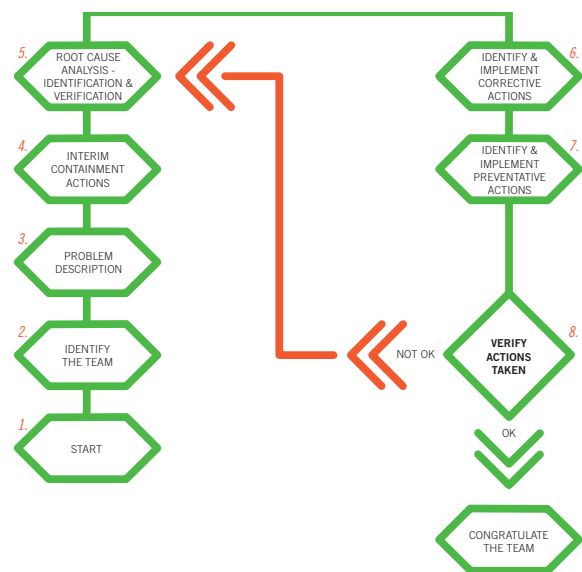 5.
ROOT CAUSE
ANALYSIS -
IDENTIFICATION &
VERIFICATION
4.
INTERIM
CONTAINMENT
ACTIONS
3.
PROBLEM
DESCRIPTION
2.
IDENTIFY
THE TEAM
1.
START
6.
IDENTIFY &
IMPLEMENT
CORRECTIVE
ACTIONS
7.
IDENTIFY &
IMPLEMENT
PREVENTATIVE
ACTIONS
8.
VERIFY
ACTIONS
TAKEN
NOT OK
OK
CONGRATULATE
THE TEAM